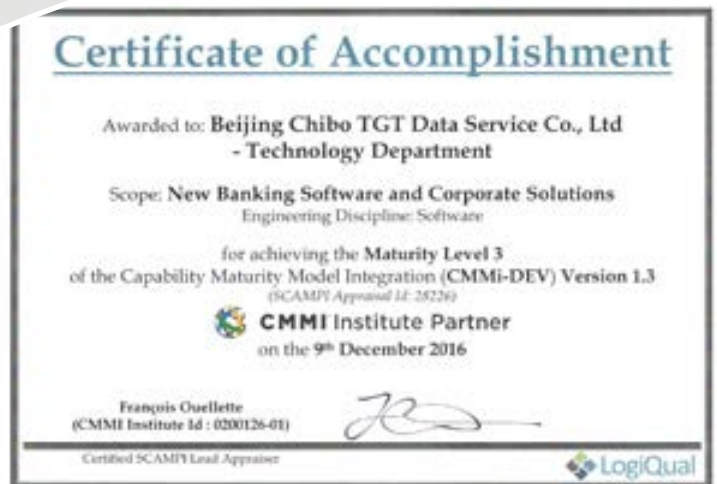 Certificate of Accomplishment
Awarded to: Beijing Chibo TGT Data Service Co., Ltd
- Technology Department
Scope: New Banking Software and Corporate Solutions
Engineering Discipline: Software
for achieving the Maturity Level 3
of the Capability Maturity Model Integration (CMMi-DEV) Version 1.3
(SCAMPI Appraisal Id: 28226)
CMMI Institute Partner
on the 9th December 2016
François Ouellette
(CMMI Institute Id : 0200126-01)
Certified SCAMPI Lead Appraiser
LogiQual